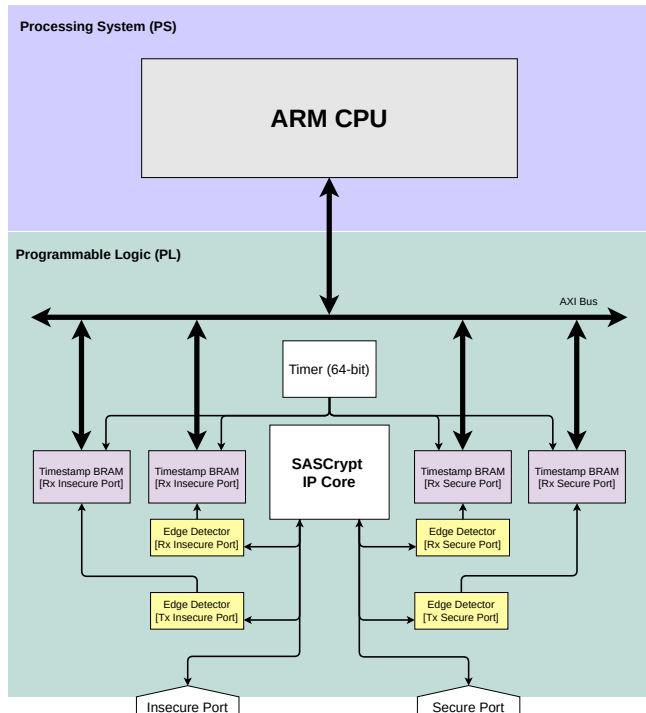 Processing System (PS)
ARM CPU
Programmable Logic (PL)
AXI Bus
Timer (64-bit)
SASCrypt
IP Core
Timestamp BRAM
[Rx Insecure Port]
Timestamp BRAM
[Rx Insecure Port]
Timestamp BRAM
[Rx Secure Port]
Timestamp BRAM
[Rx Secure Port]
Edge Detector
[Rx Insecure Port]
Edge Detector
[Rx Secure Port]
Edge Detector
[Tx Insecure Port]
Edge Detector
[Tx Secure Port]
Insecure Port
Secure Port